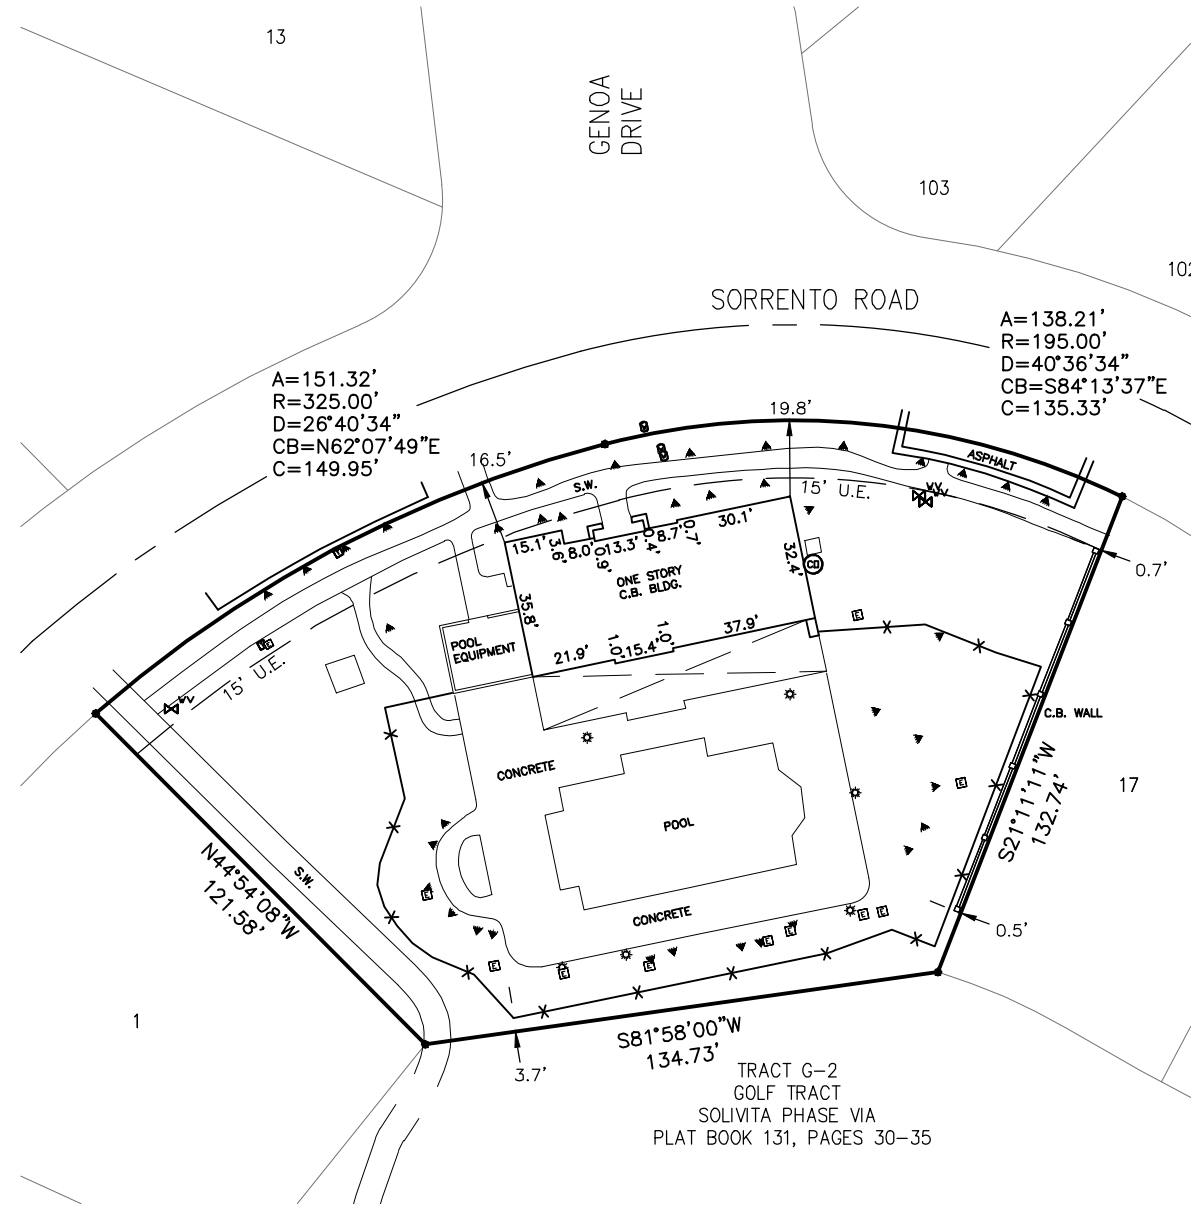 13
GENOA
DRIVE
103
102
SORRENTO ROAD
A=138.21'
R=195.00'
D=40°36'34"
CB=S84°13'37"E
C=135.33'
A=151.32'
R=325.00'
D=26°40'34"
CB=N62°07'49"E
C=149.95'
19.8'
16.5'
ASPHALT
S.W.
15' U.E.
W
W
30.1'
15.1'
3.6'
8.0'
0.9'
13.3'
0.4'
8.7'
0.7'
32.4'
CO
0.7'
ONE STORY
C.B. BLDG.
35.8'
E
POOL
EQUIPMENT
21.9'
1.0'
15.4'
1.0'
37.9'
15' U.E.
E
W
C.B. WALL
CONCRETE
E
17
S21°11'11"W
132.74'
POOL
N44°54'08"W
121.58'
S.W.
E
CONCRETE
E
E
E
E
0.5'
E
E
E
1
S81°58'00"W
134.73'
3.7'
TRACT G-2
GOLF TRACT
SOLIVITA PHASE VIA
PLAT BOOK 131, PAGES 30-35